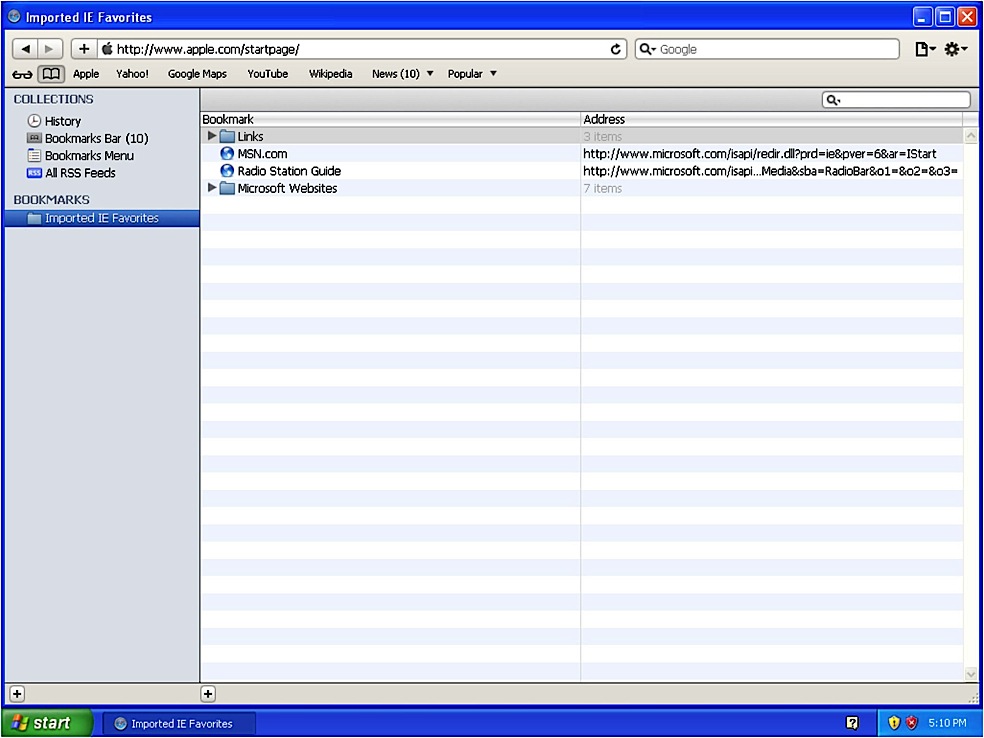 Imported IE Favorites
http://www.apple.com/startpage/ Google
Apple Yahoo! Google Maps YouTube Wikipedia News (10) Popular
COLLECTIONS
History
Bookmarks Bar (10)
Bookmarks Menu
RSS All RSS Feeds
BOOKMARKS
Imported IE Favorites
Bookmark Address
Links 3 items
MSN.com http://www.microsoft.com/isapi/redir.dll?prd=ie&pver=6&ar=IStart
Radio Station Guide http://www.microsoft.com/isapi...Media&sba=RadioBar&o1=&o2=&o3=
Microsoft Websites 7 items
start Imported IE Favorites 5:10 PM